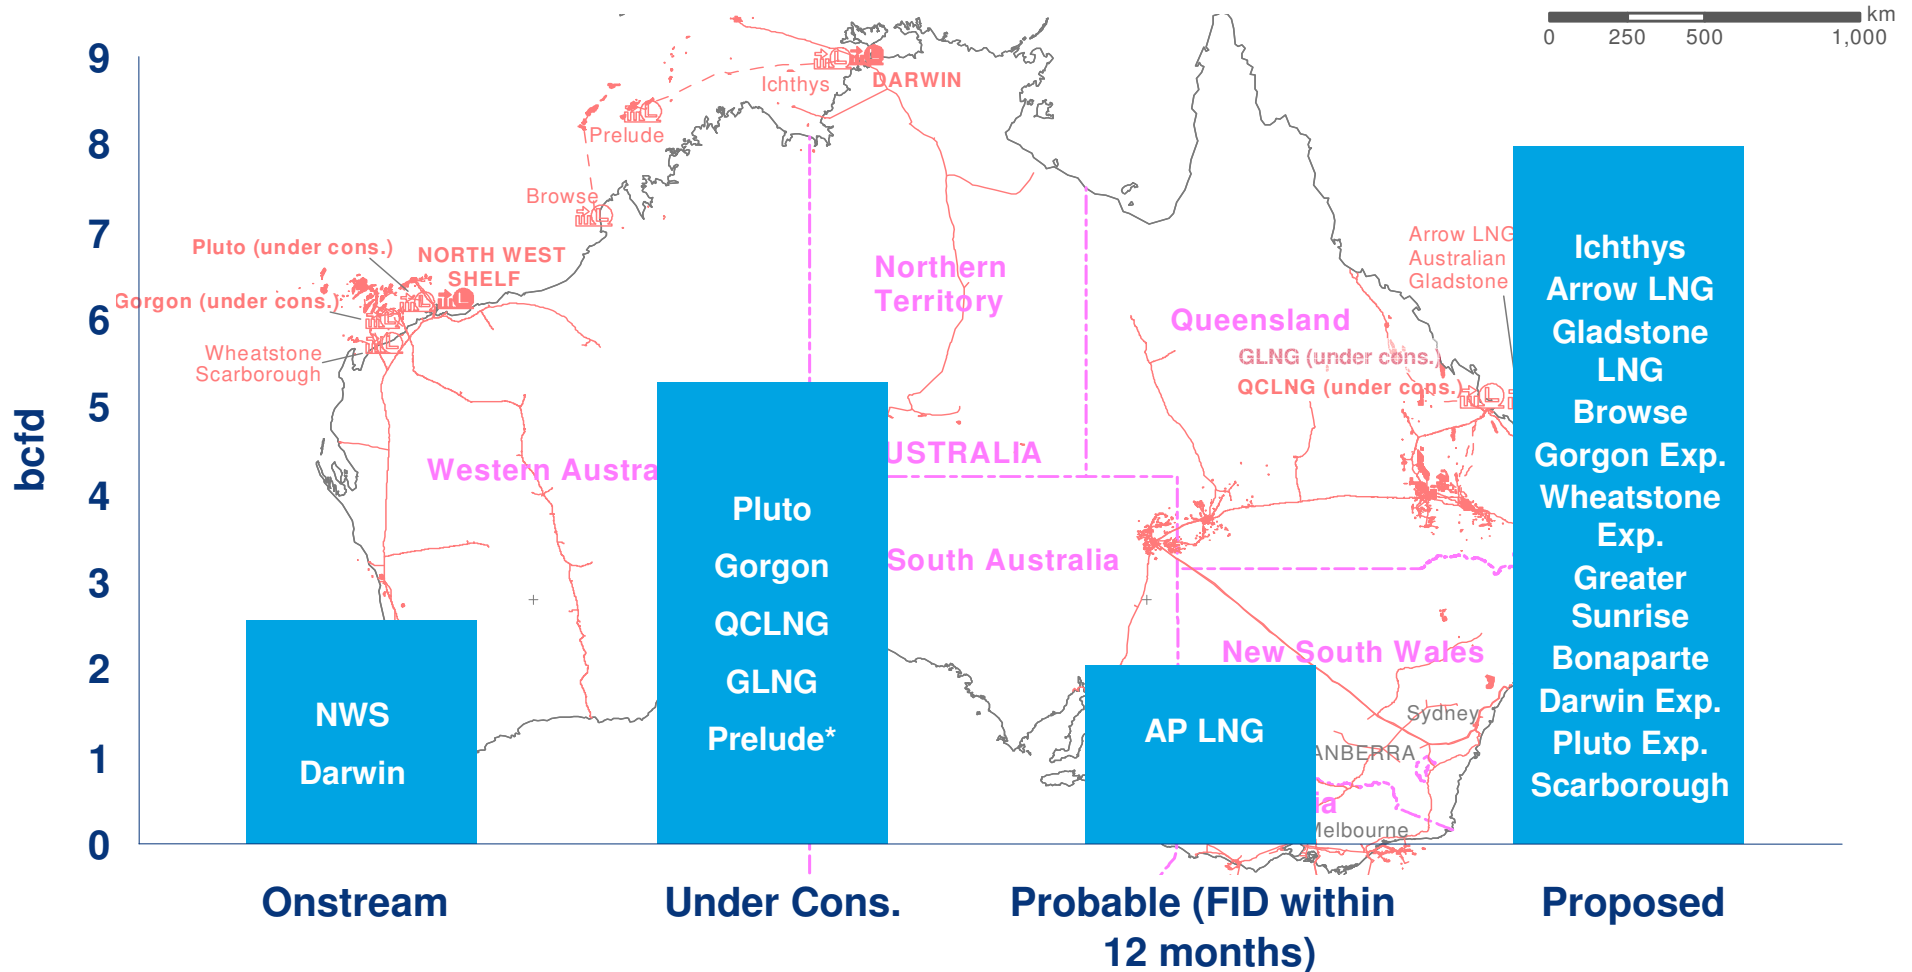 km
0 250 500 1,000
9
8
7
6
5
4
3
2
1
0
bcfd
Ichthys
DARWIN
Prelude
Browse
Pluto (under cons.)
NORTH WEST
SHELF
Gorgon (under cons.)
Wheatstone
Scarborough
Northern
Territory
Queensland
GLNG (under cons.)
QCLNG (under cons.)
Arrow LNG
Australian
Gladstone
Western Austra
USTRALIA
South Australia
New South Wales
Sydney
ANBERRA
ia
Melbourne
NWS
Darwin
Pluto
Gorgon
QCLNG
GLNG
Prelude*
AP LNG
Ichthys
Arrow LNG
Gladstone
LNG
Browse
Gorgon Exp.
Wheatstone
Exp.
Greater
Sunrise
Bonaparte
Darwin Exp.
Pluto Exp.
Scarborough
Onstream
Under Cons.
Probable (FID within
12 months)
Proposed